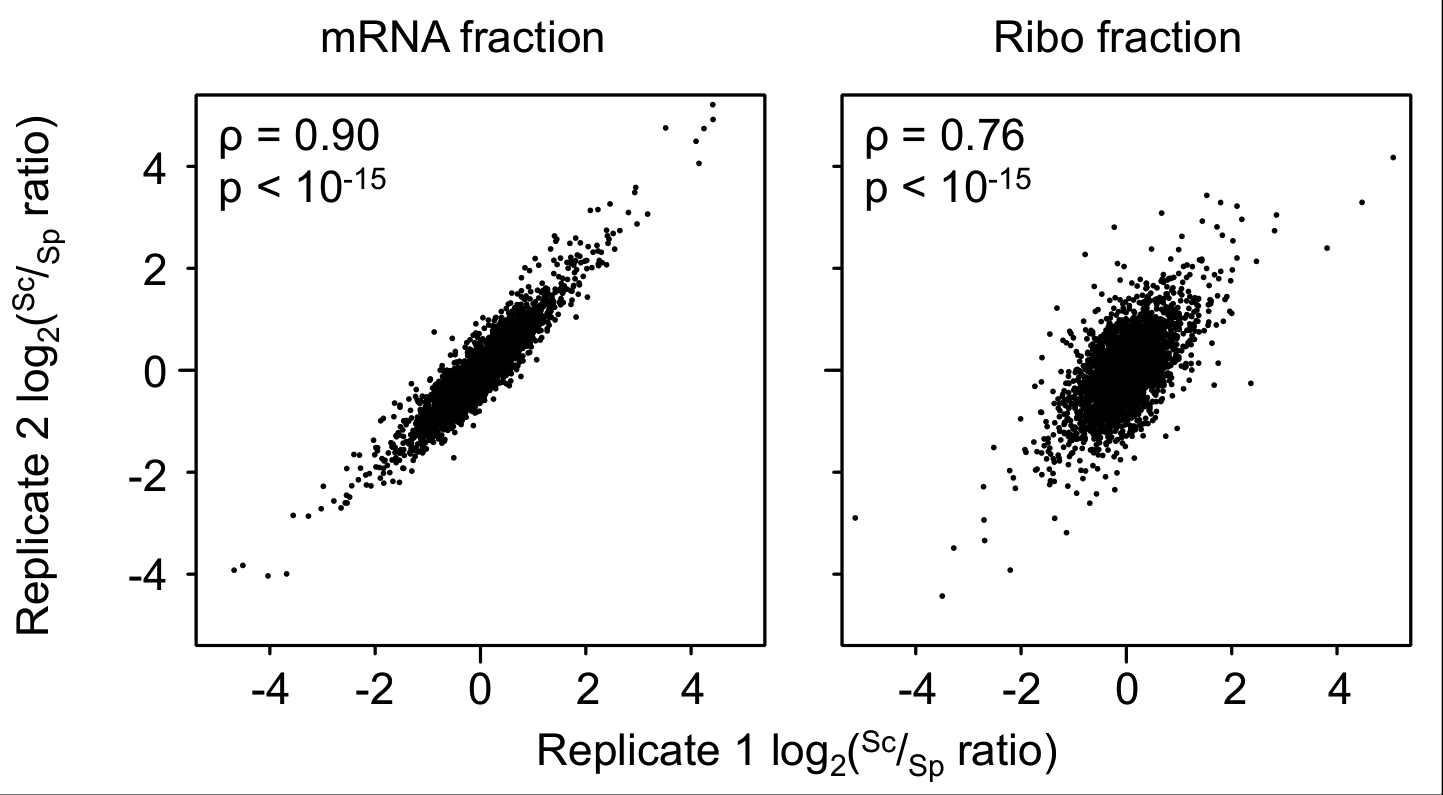 mRNA fraction
Ribo fraction
ρ = 0.90
p < 10⁻¹⁵
ρ = 0.76
p < 10⁻¹⁵
Replicate 2 log₂(Sc/Sp ratio)
4
2
0
-2
-4
-4 -2 0 2 4
-4 -2 0 2 4
Replicate 1 log₂(Sc/Sp ratio)